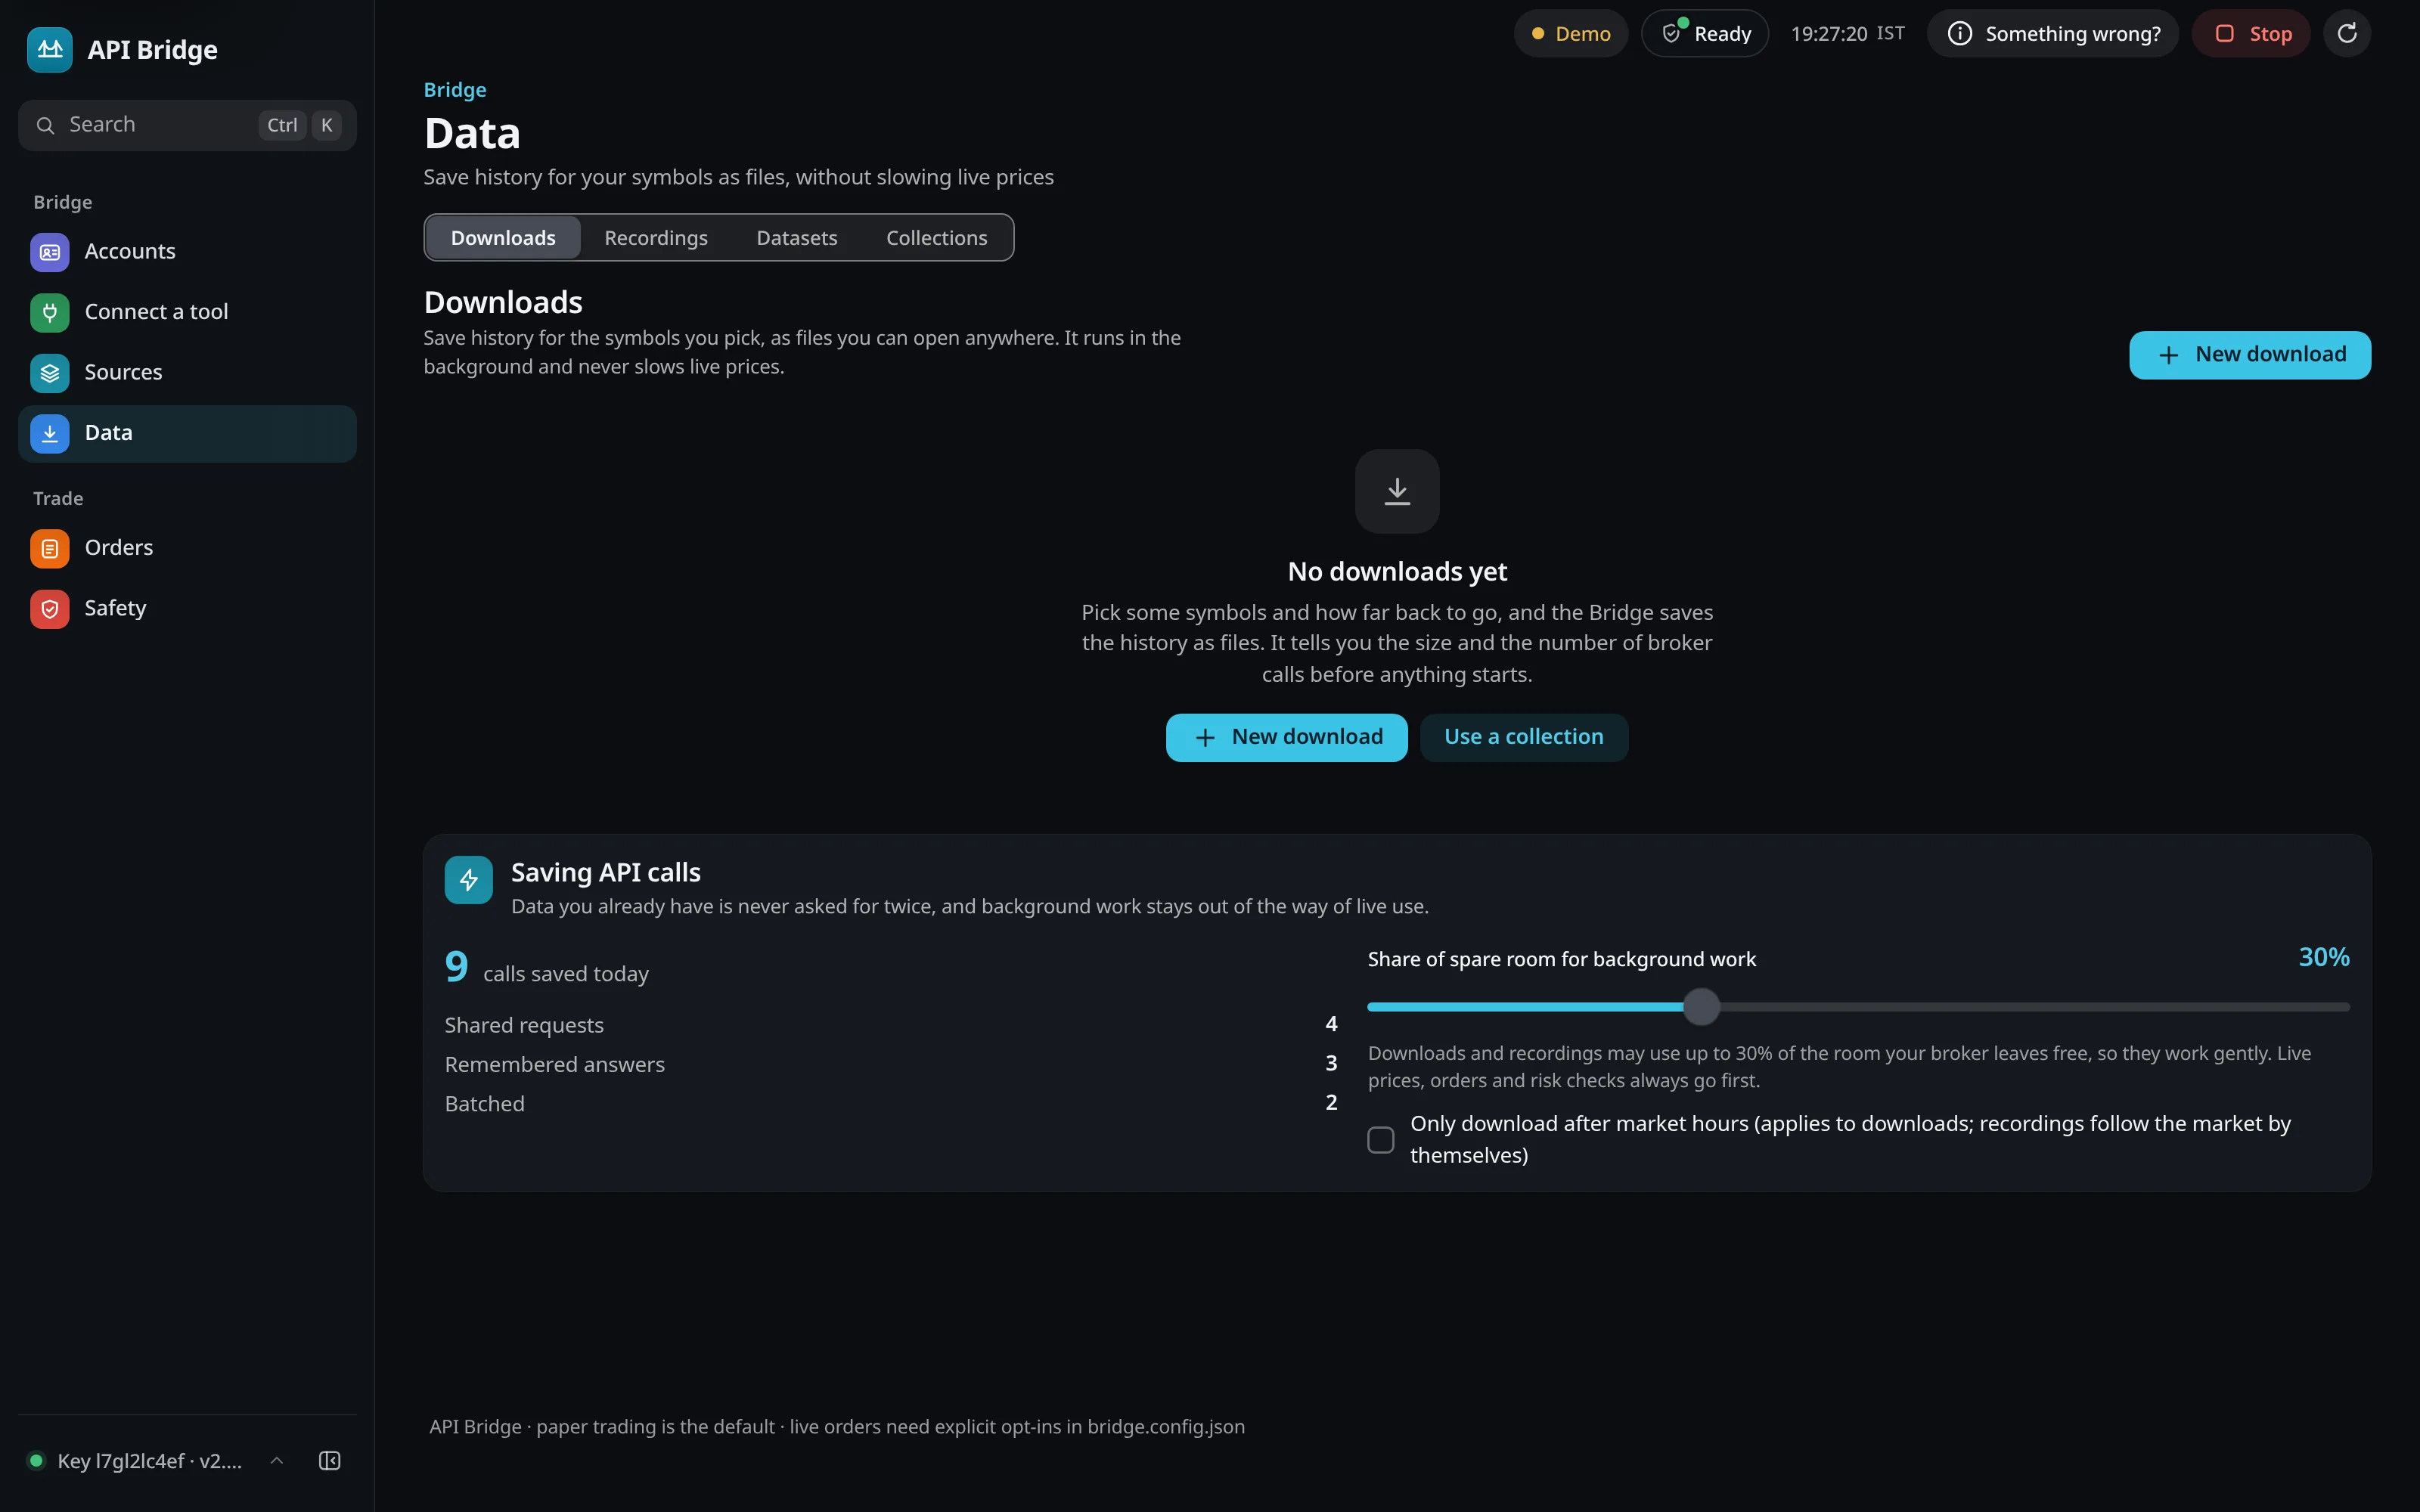 API Bridge
Search Ctrl K
Bridge
Accounts
Connect a tool
Sources
Data
Trade
Orders
Safety
Key l7gl2lc4ef · v2....
Demo
Ready
19:27:20 IST
Something wrong?
Stop
Bridge
Data
Save history for your symbols as files, without slowing live prices
Downloads Recordings Datasets Collections
Downloads
Save history for the symbols you pick, as files you can open anywhere. It runs in the
background and never slows live prices.
New download
No downloads yet
Pick some symbols and how far back to go, and the Bridge saves
the history as files. It tells you the size and the number of broker
calls before anything starts.
New download
Use a collection
Saving API calls
Data you already have is never asked for twice, and background work stays out of the way of live use.
9 calls saved today
Shared requests 4
Remembered answers 3
Batched 2
Share of spare room for background work 30%
Downloads and recordings may use up to 30% of the room your broker leaves free, so they work gently. Live
prices, orders and risk checks always go first.
Only download after market hours (applies to downloads; recordings follow the market by
themselves)
API Bridge · paper trading is the default · live orders need explicit opt-ins in bridge.config.json